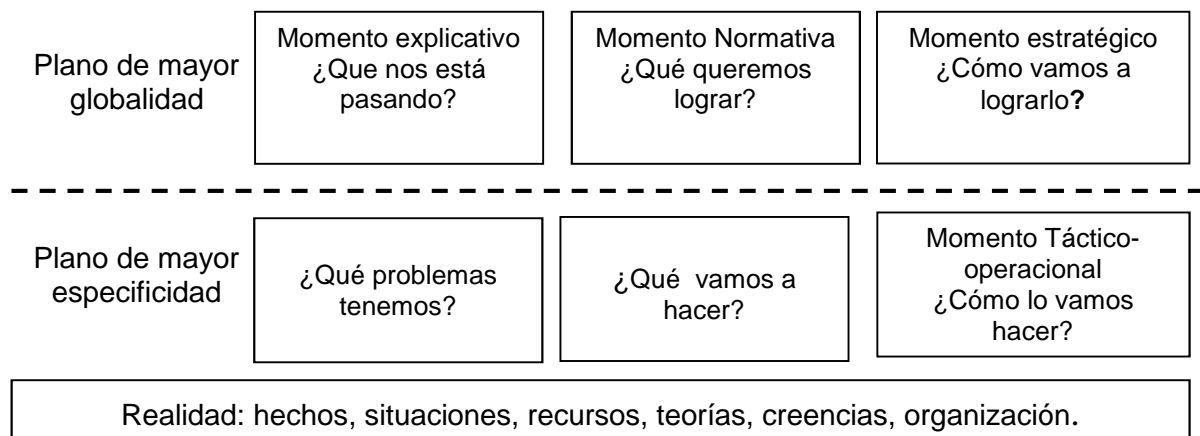 Plano de mayor
globalidad
Momento explicativo
¿Que nos está
pasando?
Momento Normativa
¿Qué queremos
lograr?
Momento estratégico
¿Cómo vamos a
lograrlo?
Plano de mayor
especificidad
¿Qué problemas
tenemos?
¿Qué vamos a
hacer?
Momento Táctico-
operacional
¿Cómo lo vamos
hacer?
Realidad: hechos, situaciones, recursos, teorías, creencias, organización.